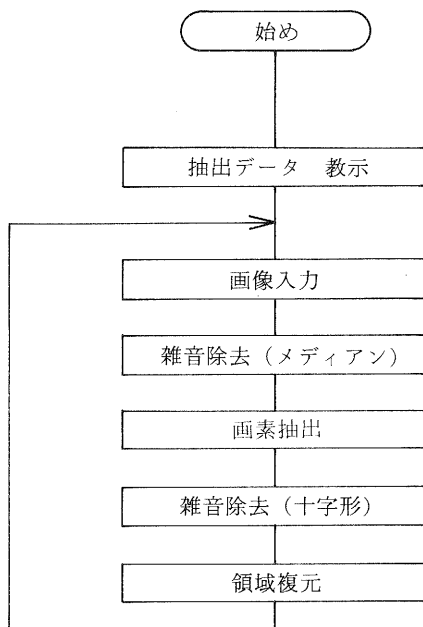 始め
抽出データ 教示
画像入力
雑音除去（メディアン）
画素抽出
雑音除去（十字形）
領域複元